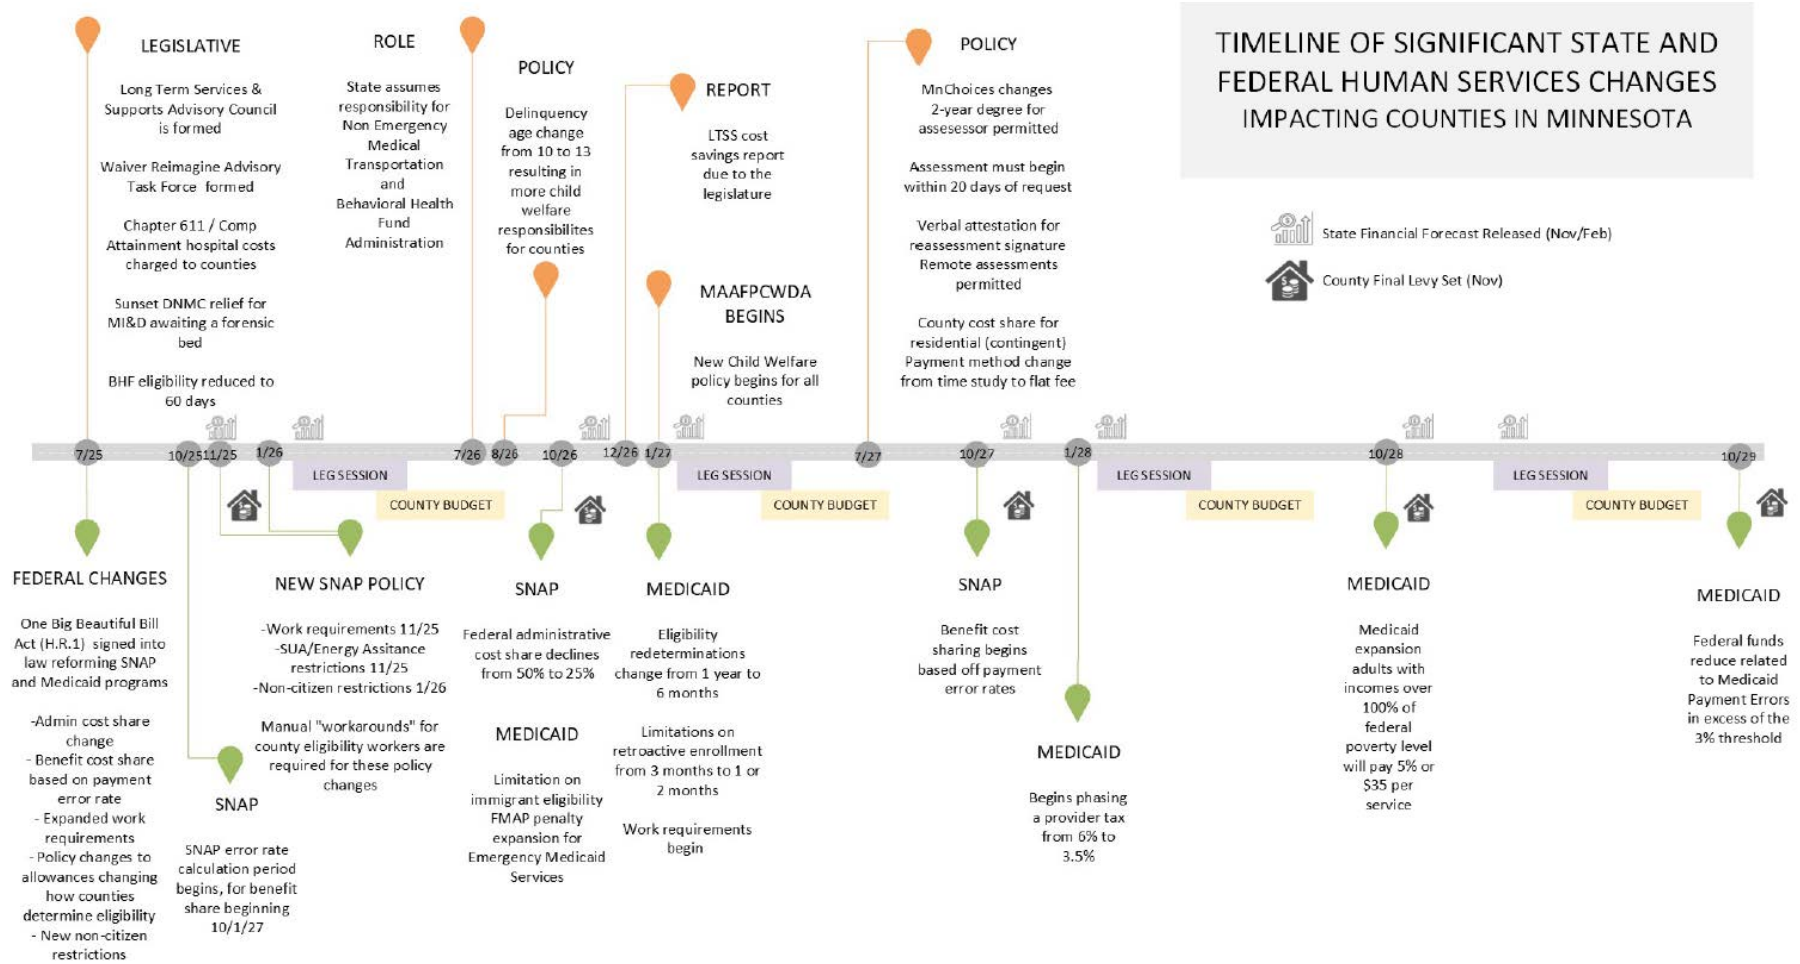 TIMELINE OF SIGNIFICANT STATE AND
FEDERAL HUMAN SERVICES CHANGES
IMPACTING COUNTIES IN MINNESOTA
State Financial Forecast Released (Nov/Feb)
County Final Levy Set (Nov)
LEGISLATIVE
Long Term Services &
Supports Advisory Council
is formed
Waiver Reimagine Advisory
Task Force formed
Chapter 611 / Comp
Attainment hospital costs
charged to counties
Sunset DNMC relief for
MI&D awaiting a forensic
bed
BHF eligibility reduced to
60 days
ROLE
State assumes
responsibility for
Non Emergency
Medical
Transportation
and
Behavioral Health
Fund
Administration
POLICY
Delinquency
age change
from 10 to 13
resulting in
more child
welfare
responsibilites
for counties
REPORT
LTSS cost
savings report
due to the
legislature
MAAFPCWDA
BEGINS
New Child Welfare
policy begins for all
counties
POLICY
MnChoices changes
2-year degree for
assesessor permitted
Assessment must begin
within 20 days of request
Verbal attestation for
reassessment signature
Remote assessments
permitted
County cost share for
residential (contingent)
Payment method change
from time study to flat fee
7/25
10/25
11/25
1/26
7/26
8/26
10/26
12/26
1/27
7/27
10/27
1/28
10/28
10/29
LEG SESSION
COUNTY BUDGET
LEG SESSION
COUNTY BUDGET
LEG SESSION
COUNTY BUDGET
LEG SESSION
COUNTY BUDGET
FEDERAL CHANGES
One Big Beautiful Bill
Act (H.R.1) signed into
law reforming SNAP
and Medicaid programs
-Admin cost share
change
- Benefit cost share
based on payment
error rate
- Expanded work
requirements
- Policy changes to
allowances changing
how counties
determine eligibility
- New non-citizen
restrictions
SNAP
SNAP error rate
calculation period
begins, for benefit
share beginning
10/1/27
NEW SNAP POLICY
-Work requirements 11/25
-SUA/Energy Assitance
restrictions 11/25
-Non-citizen restrictions 1/26
Manual "workarounds" for
county eligibility workers are
required for these policy
changes
SNAP
Federal administrative
cost share declines
from 50% to 25%
MEDICAID
Limitation on
immigrant eligibility
FMAP penalty
expansion for
Emergency Medicaid
Services
MEDICAID
Eligibility
redeterminations
change from 1 year to
6 months
Limitations on
retroactive enrollment
from 3 months to 1 or
2 months
Work requirements
begin
SNAP
Benefit cost
sharing begins
based off payment
error rates
MEDICAID
Begins phasing
a provider tax
from 6% to
3.5%
MEDICAID
Medicaid
expansion
adults with
incomes over
100% of
federal
poverty level
will pay 5% or
$35 per
service
MEDICAID
Federal funds
reduce related
to Medicaid
Payment Errors
in excess of the
3% threshold